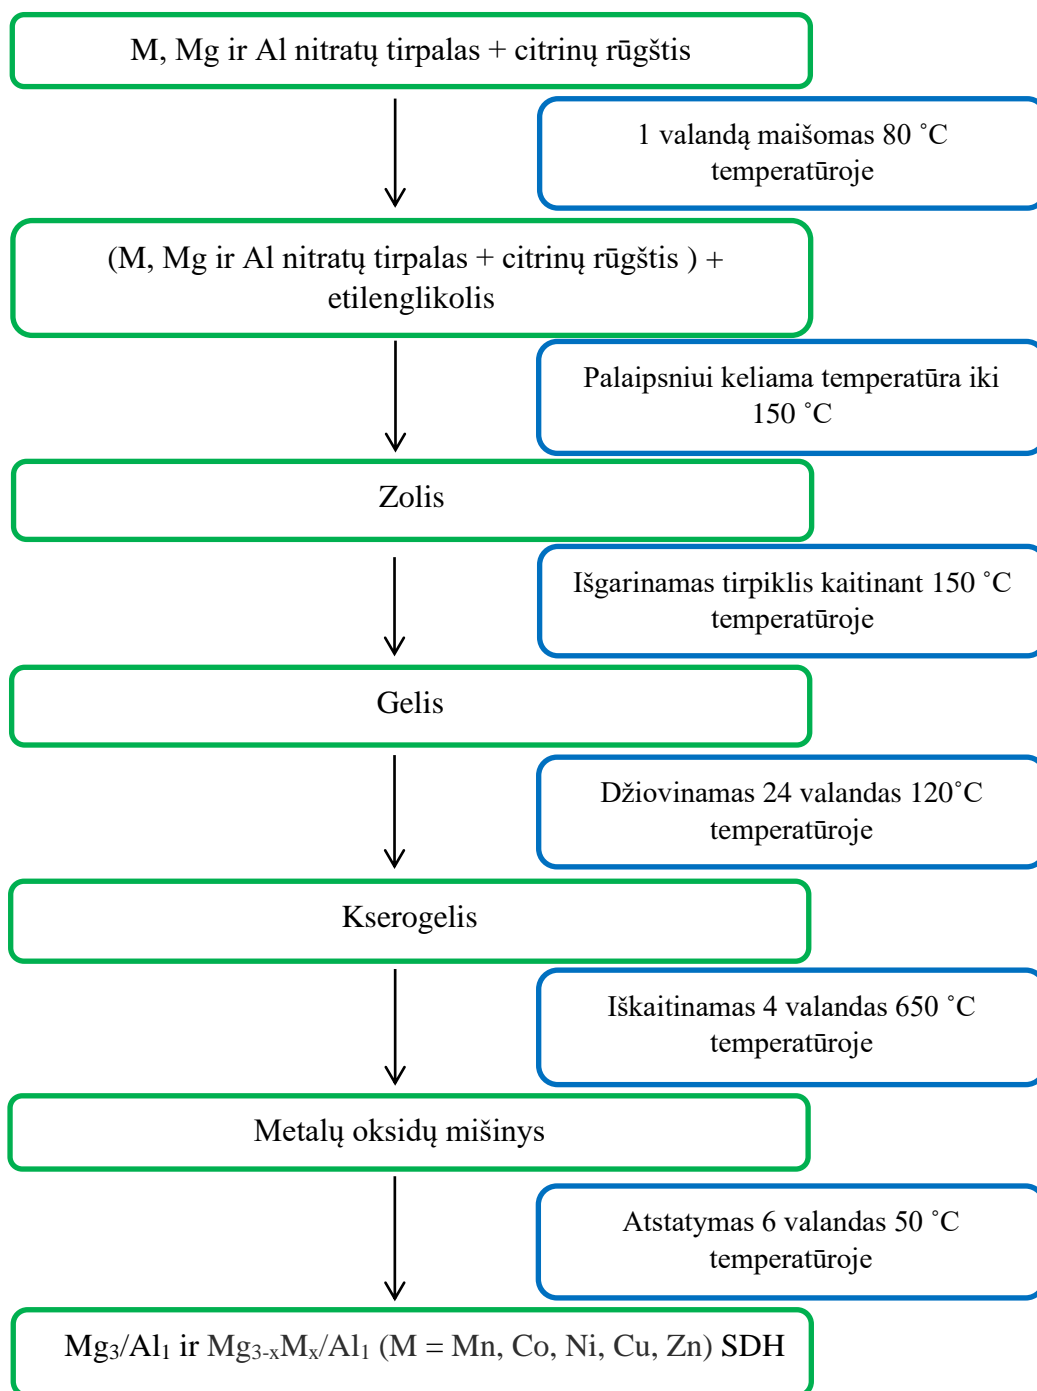 M, Mg ir Al nitratų tirpalas + citrinų rūgštis
1 valandą maišomas 80 ˚C
temperatūroje
(M, Mg ir Al nitratų tirpalas + citrinų rūgštis ) +
etilenglikolis
Palaipsniui keliama temperatūra iki
150 ˚C
Zolis
Išgarinamas tirpiklis kaitinant 150 ˚C
temperatūroje
Gelis
Džiovinamas 24 valandas 120˚C
temperatūroje
Kserogelis
Iškaitinamas 4 valandas 650 ˚C
temperatūroje
Metalų oksidų mišinys
Atstatymas 6 valandas 50 ˚C
temperatūroje
Mg₃/Al₁ ir Mg₃₋ₓMₓ/Al₁ (M = Mn, Co, Ni, Cu, Zn) SDH